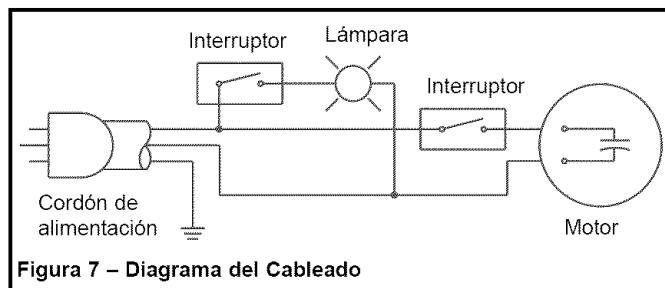 Interruptor
Lámpara
Interruptor
Cordón de
alimentación
Motor
Figura 7 – Diagrama del Cableado